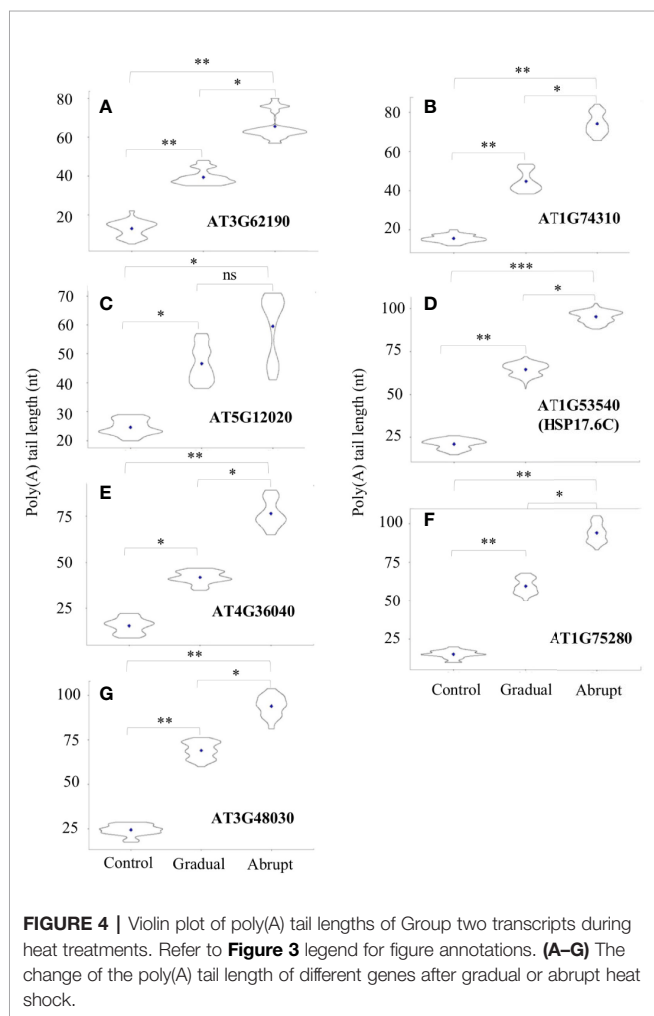 **
*
A
80
**
60
40
20
AT3G62190
**
*
B
80
**
60
40
20
AT1G74310
*
ns
C
70
*
60
50
40
30
20
AT5G12020
***
*
D
100
**
75
50
25
AT1G53540
(HSP17.6C)
Poly(A) tail length (nt)
Poly(A) tail length (nt)
**
*
E
75
*
50
25
AT4G36040
**
*
F
100
**
75
50
25
AT1G75280
Control Gradual Abrupt
**
*
G
100
**
75
50
25
AT3G48030
Control Gradual Abrupt
FIGURE 4 | Violin plot of poly(A) tail lengths of Group two transcripts during
heat treatments. Refer to Figure 3 legend for figure annotations. (A–G) The
change of the poly(A) tail length of different genes after gradual or abrupt heat
shock.